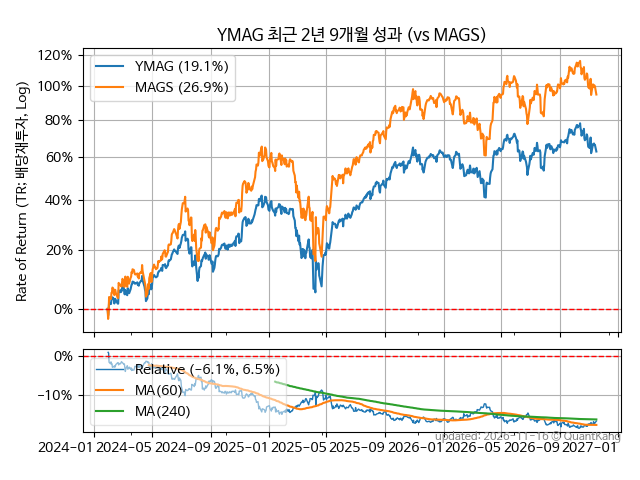 YMAG 최근 2년 9개월 성과 (vs MAGS)
Rate of Return (TR: 배당재투자, Log)
120%
100%
80%
60%
40%
20%
0%
YMAG (19.1%)
MAGS (26.9%)
0%
−10%
Relative (−6.1%, 6.5%)
MA(60)
MA(240)
updated: 2026-11-16 © QuantKang
2024−01 2024−05 2024−09 2025−01 2025−05 2025−09 2026−01 2026−05 2026−09 2027−01